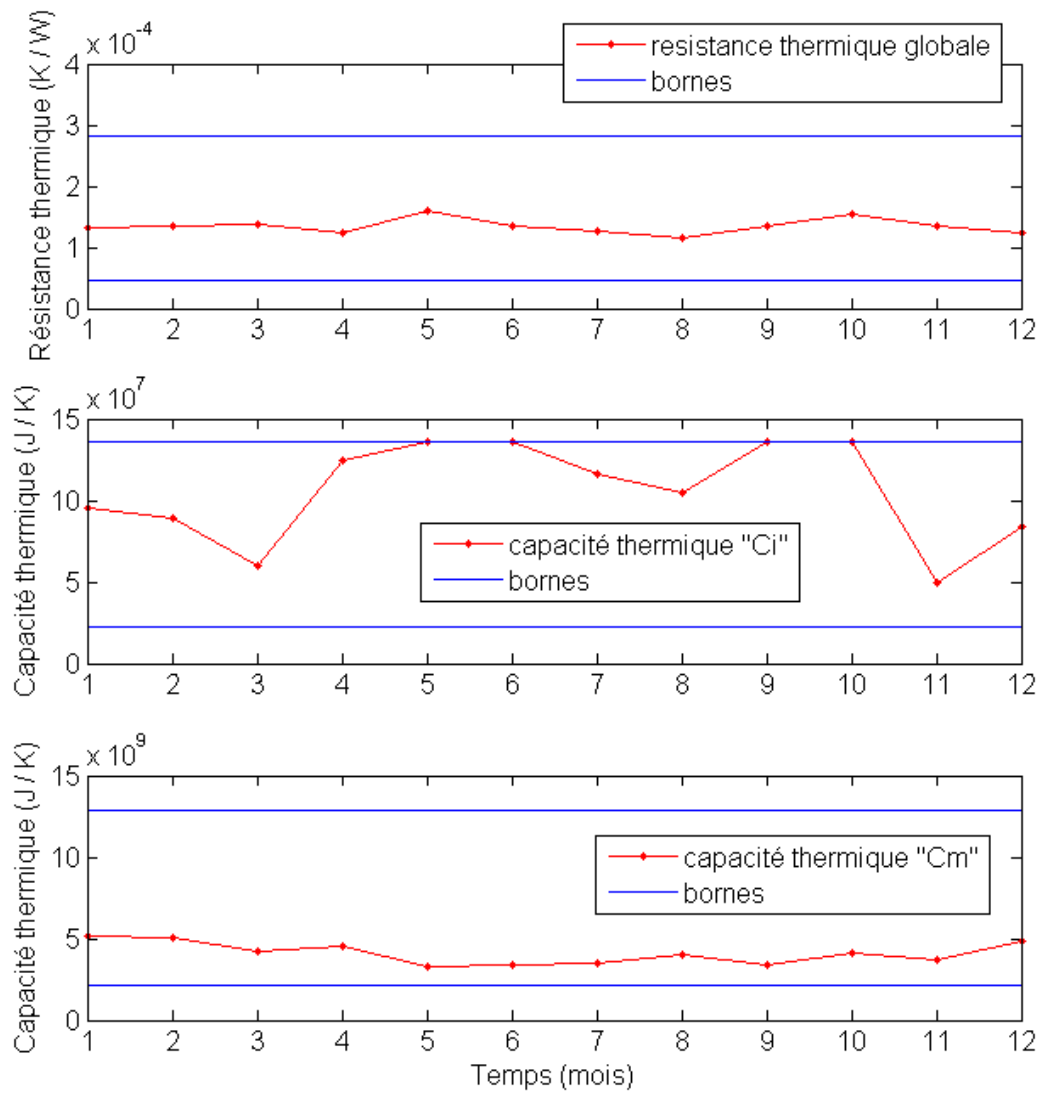 x 10-4
Résistance thermique (K / W)
resistance thermique globale
bornes
4
3
2
1
0
1 2 3 4 5 6 7 8 9 10 11 12
x 10^7
Capacité thermique (J / K)
15
10
5
0
capacité thermique "Ci"
bornes
1 2 3 4 5 6 7 8 9 10 11 12
x 10^9
Capacité thermique (J / K)
15
10
5
0
capacité thermique "Cm"
bornes
1 2 3 4 5 6 7 8 9 10 11 12
Temps (mois)